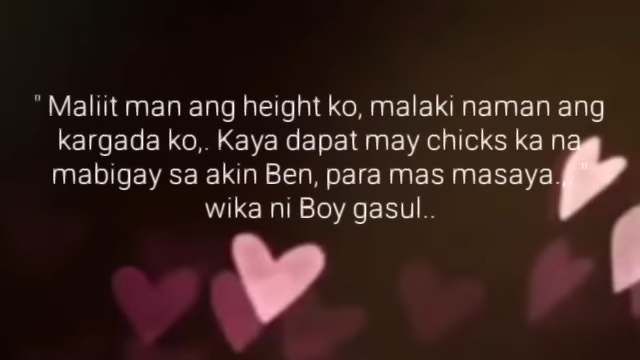 " Maliit man ang height ko, malaki naman ang
kargada ko,. Kaya dapat may chicks ka na
mabigay sa akin Ben, para mas masaya.,. "
wika ni Boy gasul..